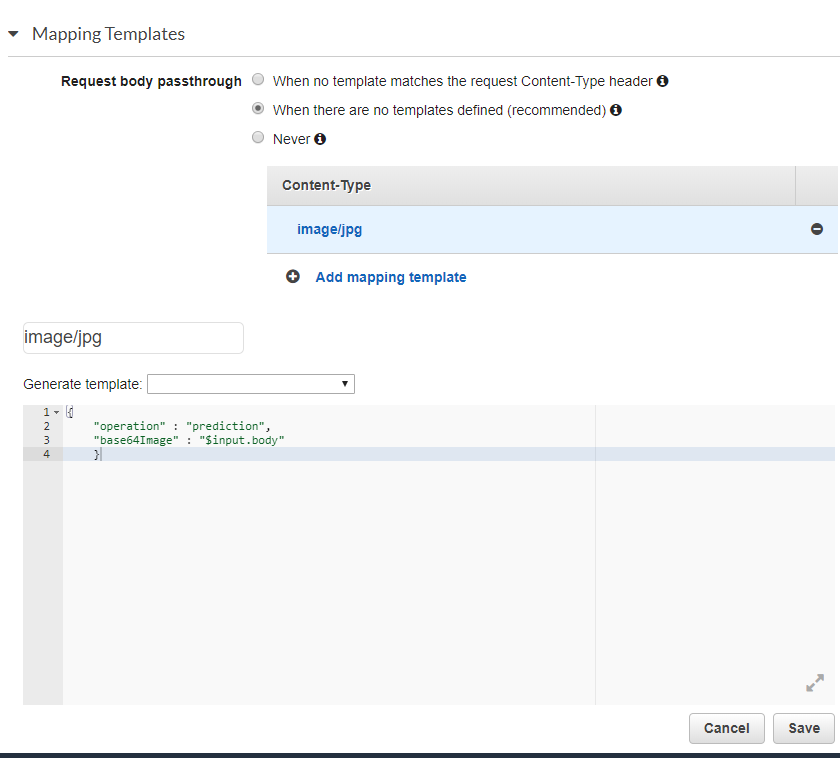 Mapping Templates
Request body passthrough
When no template matches the request Content-Type header
When there are no templates defined (recommended)
Never
Content-Type
image/jpg
Add mapping template
image/jpg
Generate template:
1 {
2 "operation" : "prediction",
3 "base64Image" : "$input.body"
4 }
Cancel Save